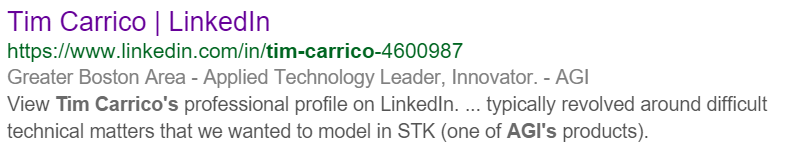 Tim Carrico | LinkedIn
https://www.linkedin.com/in/tim-carrico-4600987
Greater Boston Area - Applied Technology Leader, Innovator. - AGI
View Tim Carrico's professional profile on LinkedIn. ... typically revolved around difficult
technical matters that we wanted to model in STK (one of AGI's products).